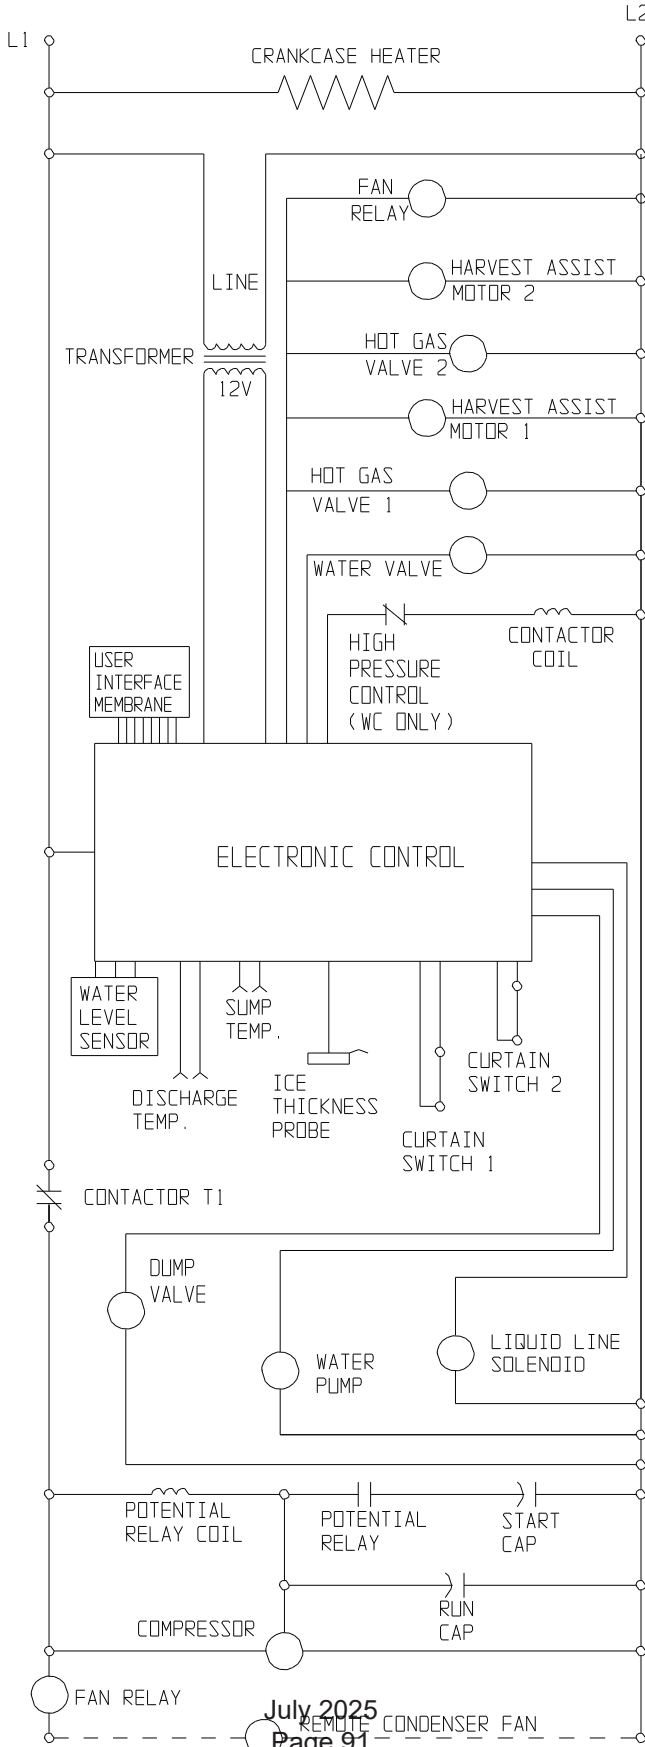 L1
L2
CRANKCASE HEATER
FAN
RELAY
LINE
HARVEST ASSIST
MOTOR 2
TRANSFORMER
HOT GAS
VALVE 2
12V
HARVEST ASSIST
MOTOR 1
HOT GAS
VALVE 1
WATER VALVE
HIGH
PRESSURE
CONTROL
(WC ONLY)
CONTACTOR
COIL
USER
INTERFACE
MEMBRANE
ELECTRONIC CONTROL
WATER
LEVEL
SENSOR
SUMP
TEMP.
DISCHARGE
TEMP.
ICE
THICKNESS
PROBE
CURTAIN
SWITCH 2
CURTAIN
SWITCH 1
CONTACTOR T1
DUMP
VALVE
WATER
PUMP
LIQUID LINE
SOLENOID
POTENTIAL
RELAY COIL
POTENTIAL
RELAY
START
CAP
RUN
CAP
COMPRESSOR
FAN RELAY
July 2025
REMOTE CONDENSER FAN
Page 91